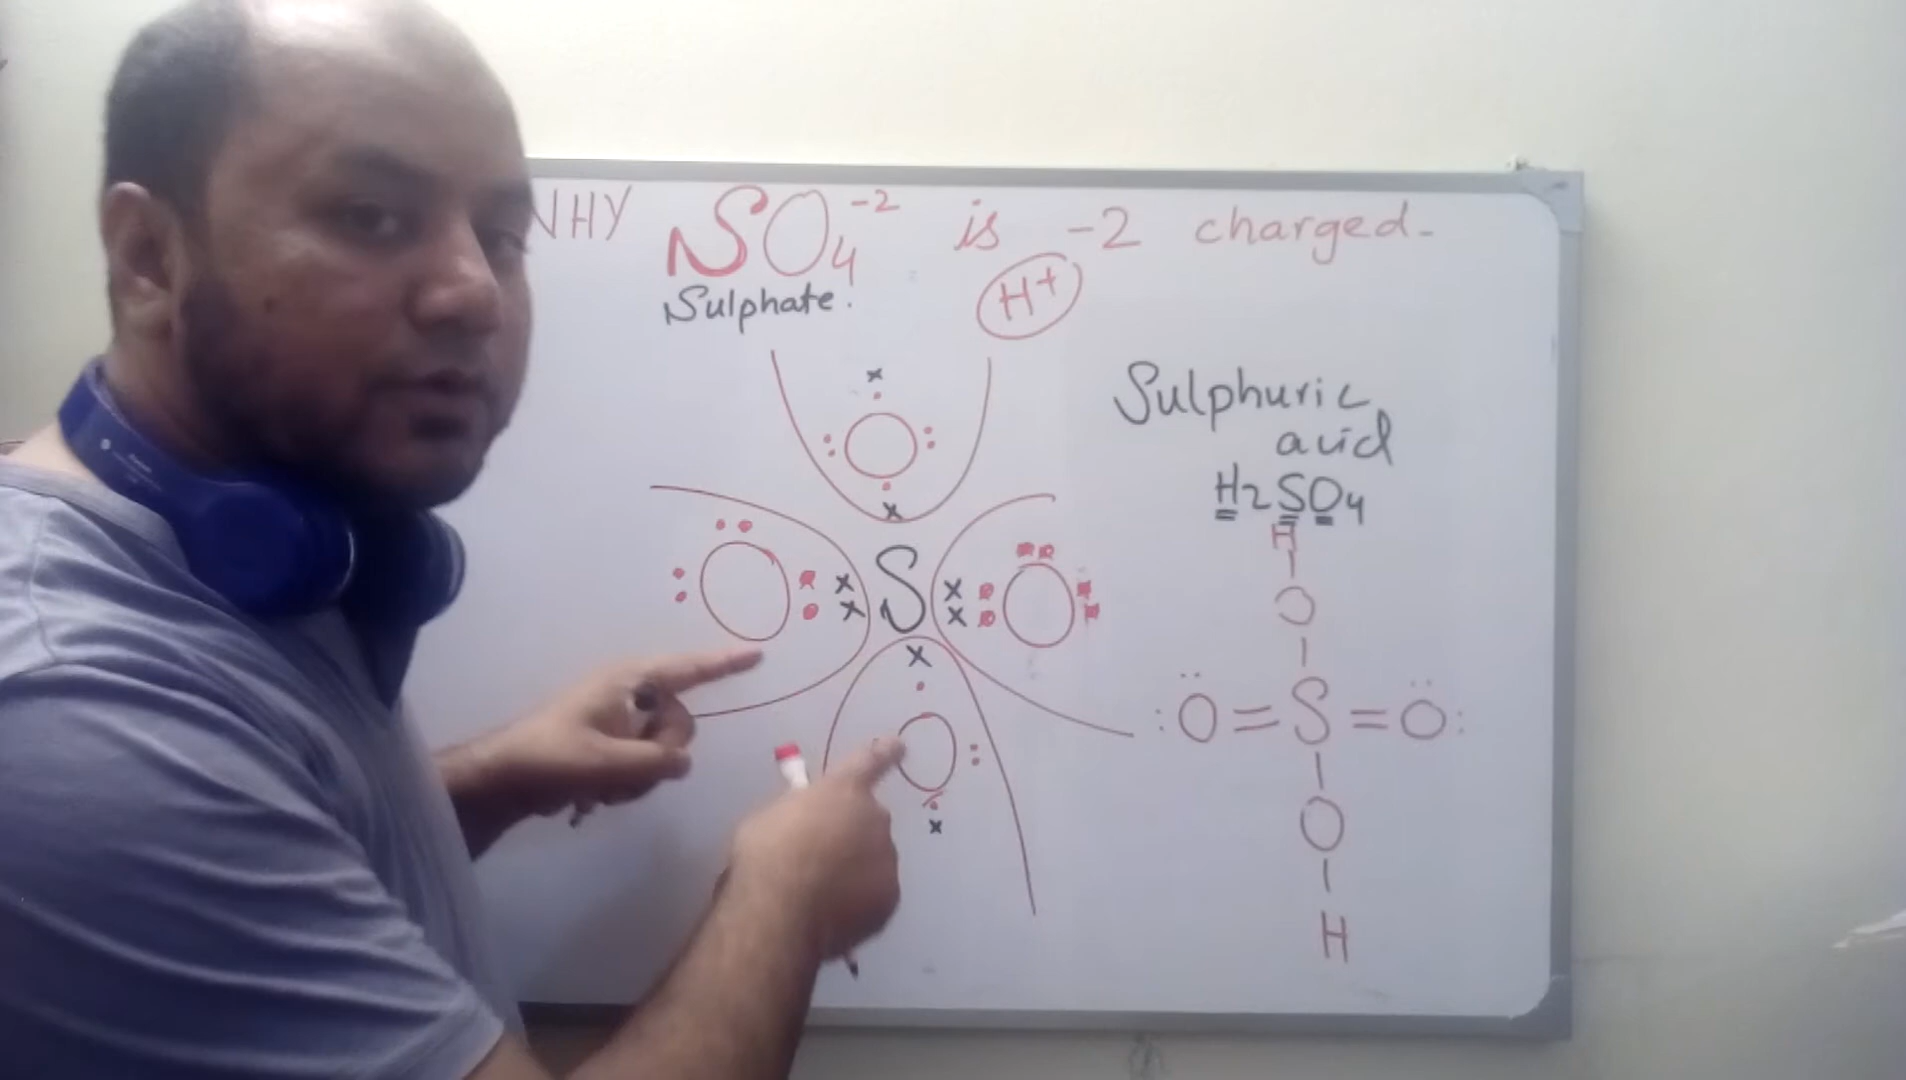 WHY SO₄⁻² is -2 charged.
Sulphate.
H⁺
x
x
O
S
x x
x x
O
O
x
O
x
Sulphuric
acid
H2SO4
H
O
:O=S=O:
O
H